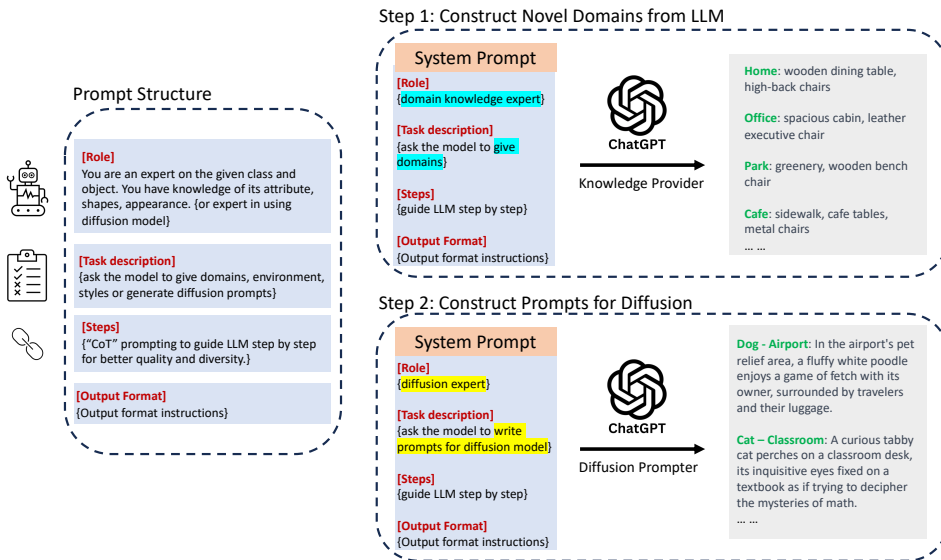 Prompt Structure
[Role]
You are an expert on the given class and
object. You have knowledge of its attribute,
shapes, appearance. {or expert in using
diffusion model}
[Task description]
{ask the model to give domains, environment,
styles or generate diffusion prompts}
[Steps]
{“CoT” prompting to guide LLM step by step
for better quality and diversity.}
[Output Format]
{Output format instructions}
Step 1: Construct Novel Domains from LLM
System Prompt
[Role]
{domain knowledge expert}
[Task description]
{ask the model to give
domains}
[Steps]
{guide LLM step by step}
[Output Format]
{Output format instructions}
ChatGPT
Knowledge Provider
Home: wooden dining table,
high-back chairs
Office: spacious cabin, leather
executive chair
Park: greenery, wooden bench
chair
Cafe: sidewalk, cafe tables,
metal chairs
... ...
Step 2: Construct Prompts for Diffusion
System Prompt
[Role]
{diffusion expert}
[Task description]
{ask the model to write
prompts for diffusion model}
[Steps]
{guide LLM step by step}
[Output Format]
{Output format instructions}
ChatGPT
Diffusion Prompter
Dog - Airport: In the airport's pet
relief area, a fluffy white poodle
enjoys a game of fetch with its
owner, surrounded by travelers
and their luggage.
Cat – Classroom: A curious tabby
cat perches on a classroom desk,
its inquisitive eyes fixed on a
textbook as if trying to decipher
the mysteries of math.
... ...